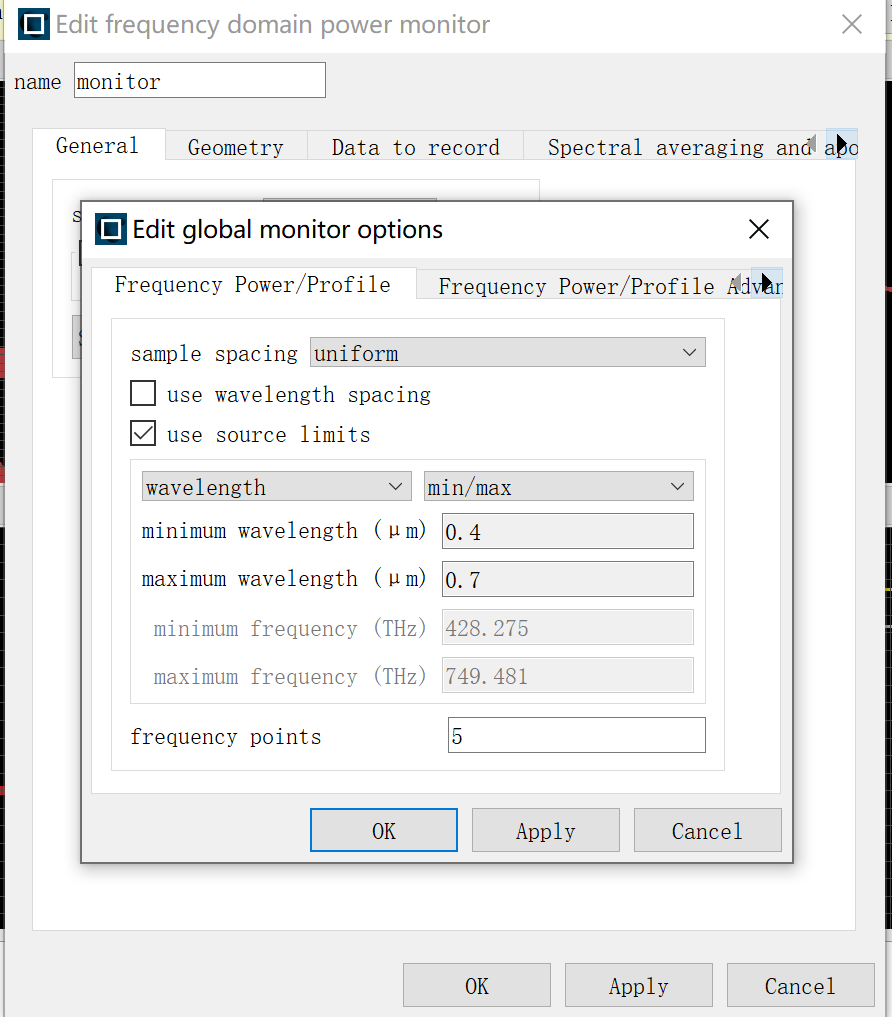 Edit frequency domain power monitor
name monitor
General Geometry Data to record Spectral averaging and apo
Edit global monitor options
Frequency Power/Profile Frequency Power/Profile Advan
sample spacing uniform
use wavelength spacing
use source limits
wavelength min/max
minimum wavelength (μm) 0.4
maximum wavelength (μm) 0.7
minimum frequency (THz) 428.275
maximum frequency (THz) 749.481
frequency points 5
OK Apply Cancel
OK Apply Cancel